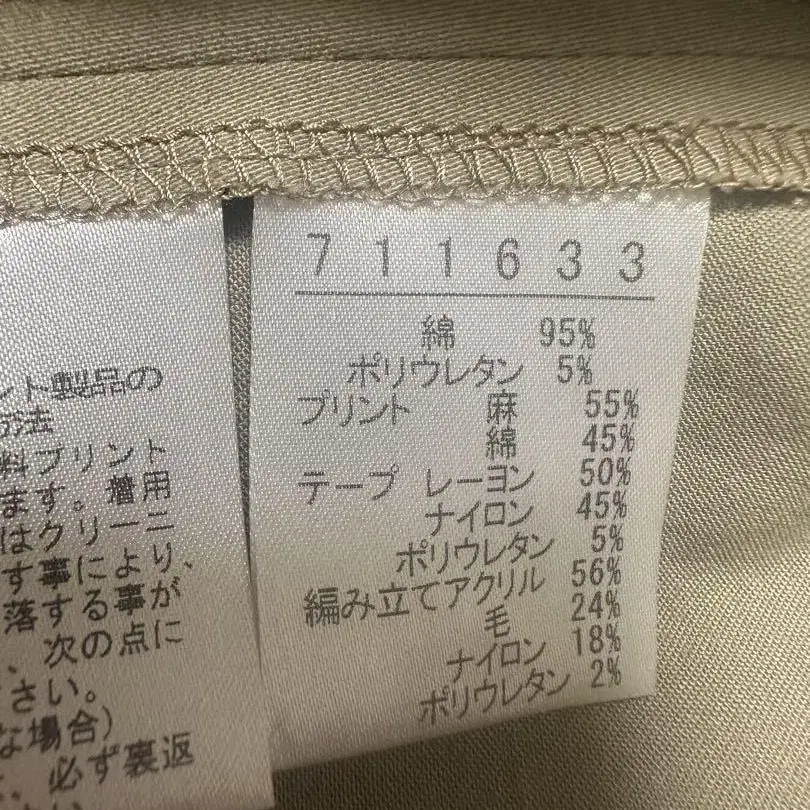 ント製品の
方法
料プリント
ます。着用
はクリーニ
す事により、
落する事が
、次の点に
さい。
な場合)
、必ず裏返
711633
綿 95%
ポリウレタン 5%
プリント 麻 55%
綿 45%
テープ レーヨン 50%
ナイロン 45%
ポリウレタン 5%
編み立てアクリル 56%
毛 24%
ナイロン 18%
ポリウレタン 2%